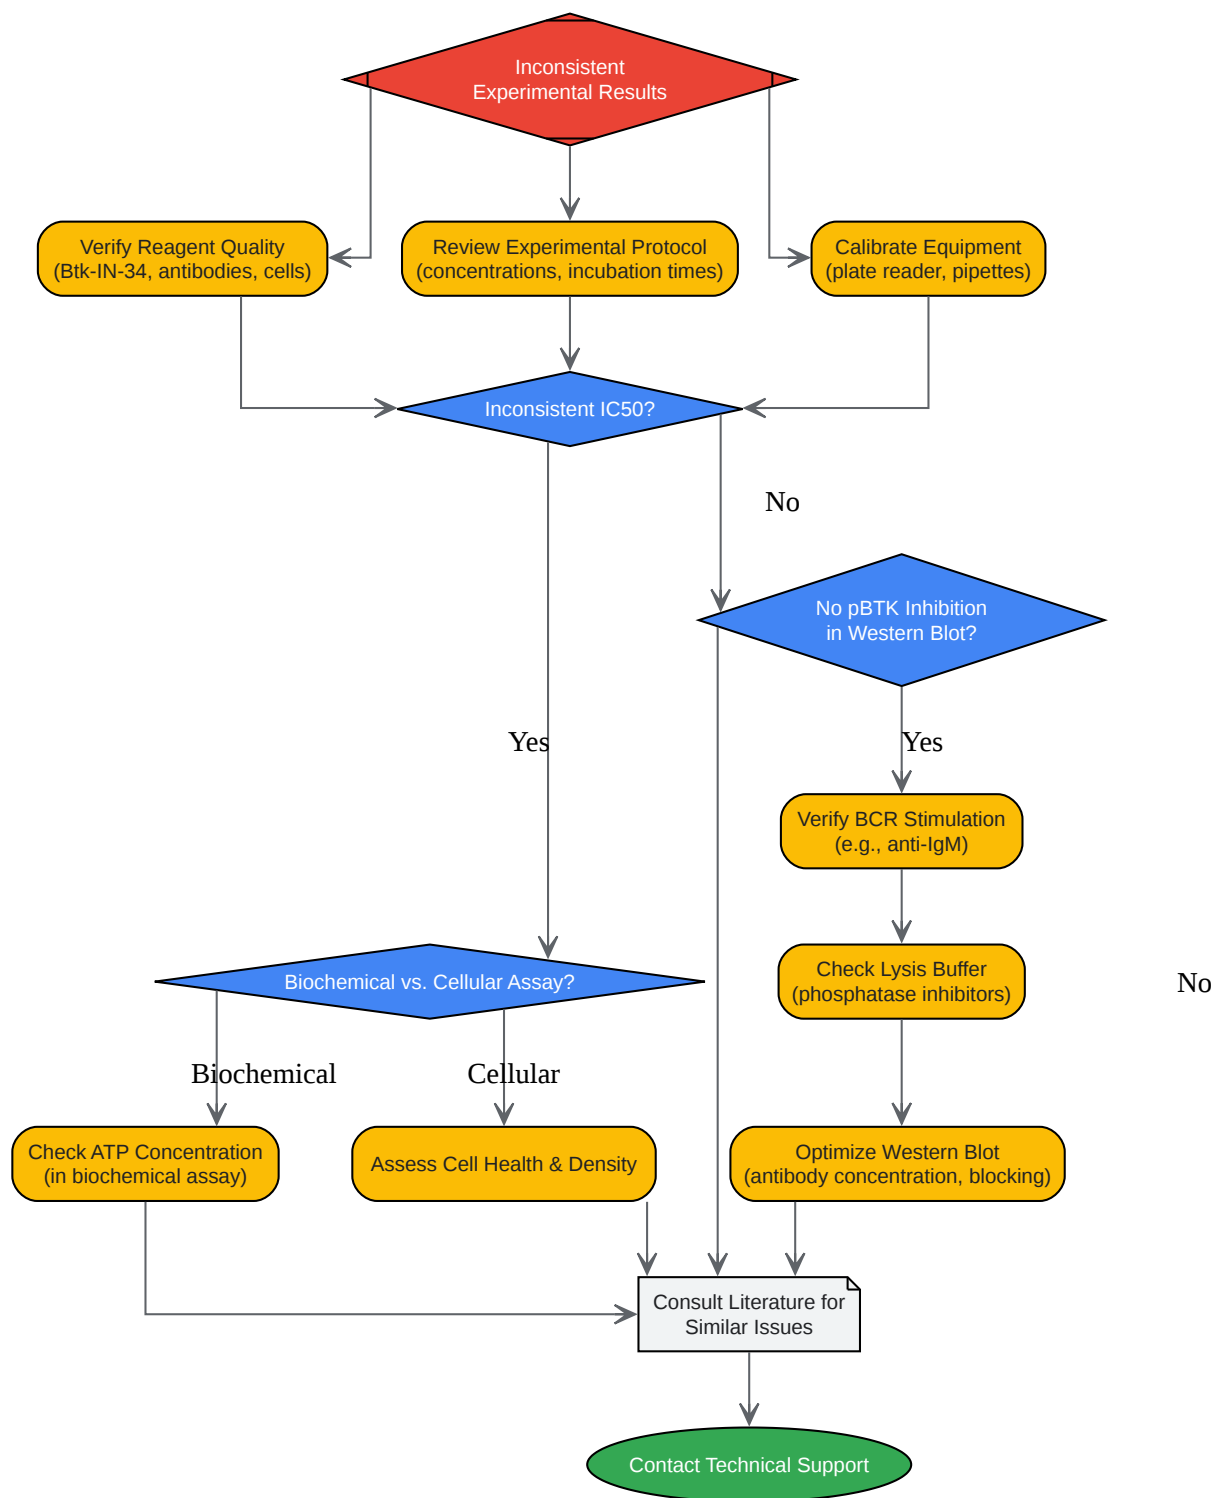 Inconsistent
Experimental Results
Verify Reagent Quality
(Btk-IN-34, antibodies, cells)
Review Experimental Protocol
(concentrations, incubation times)
Calibrate Equipment
(plate reader, pipettes)
Inconsistent IC50?
No
No pBTK Inhibition
in Western Blot?
Yes
Yes
Verify BCR Stimulation
(e.g., anti-IgM)
Biochemical vs. Cellular Assay?
Check Lysis Buffer
(phosphatase inhibitors)
No
Biochemical
Cellular
Check ATP Concentration
(in biochemical assay)
Assess Cell Health & Density
Optimize Western Blot
(antibody concentration, blocking)
Consult Literature for
Similar Issues
Contact Technical Support